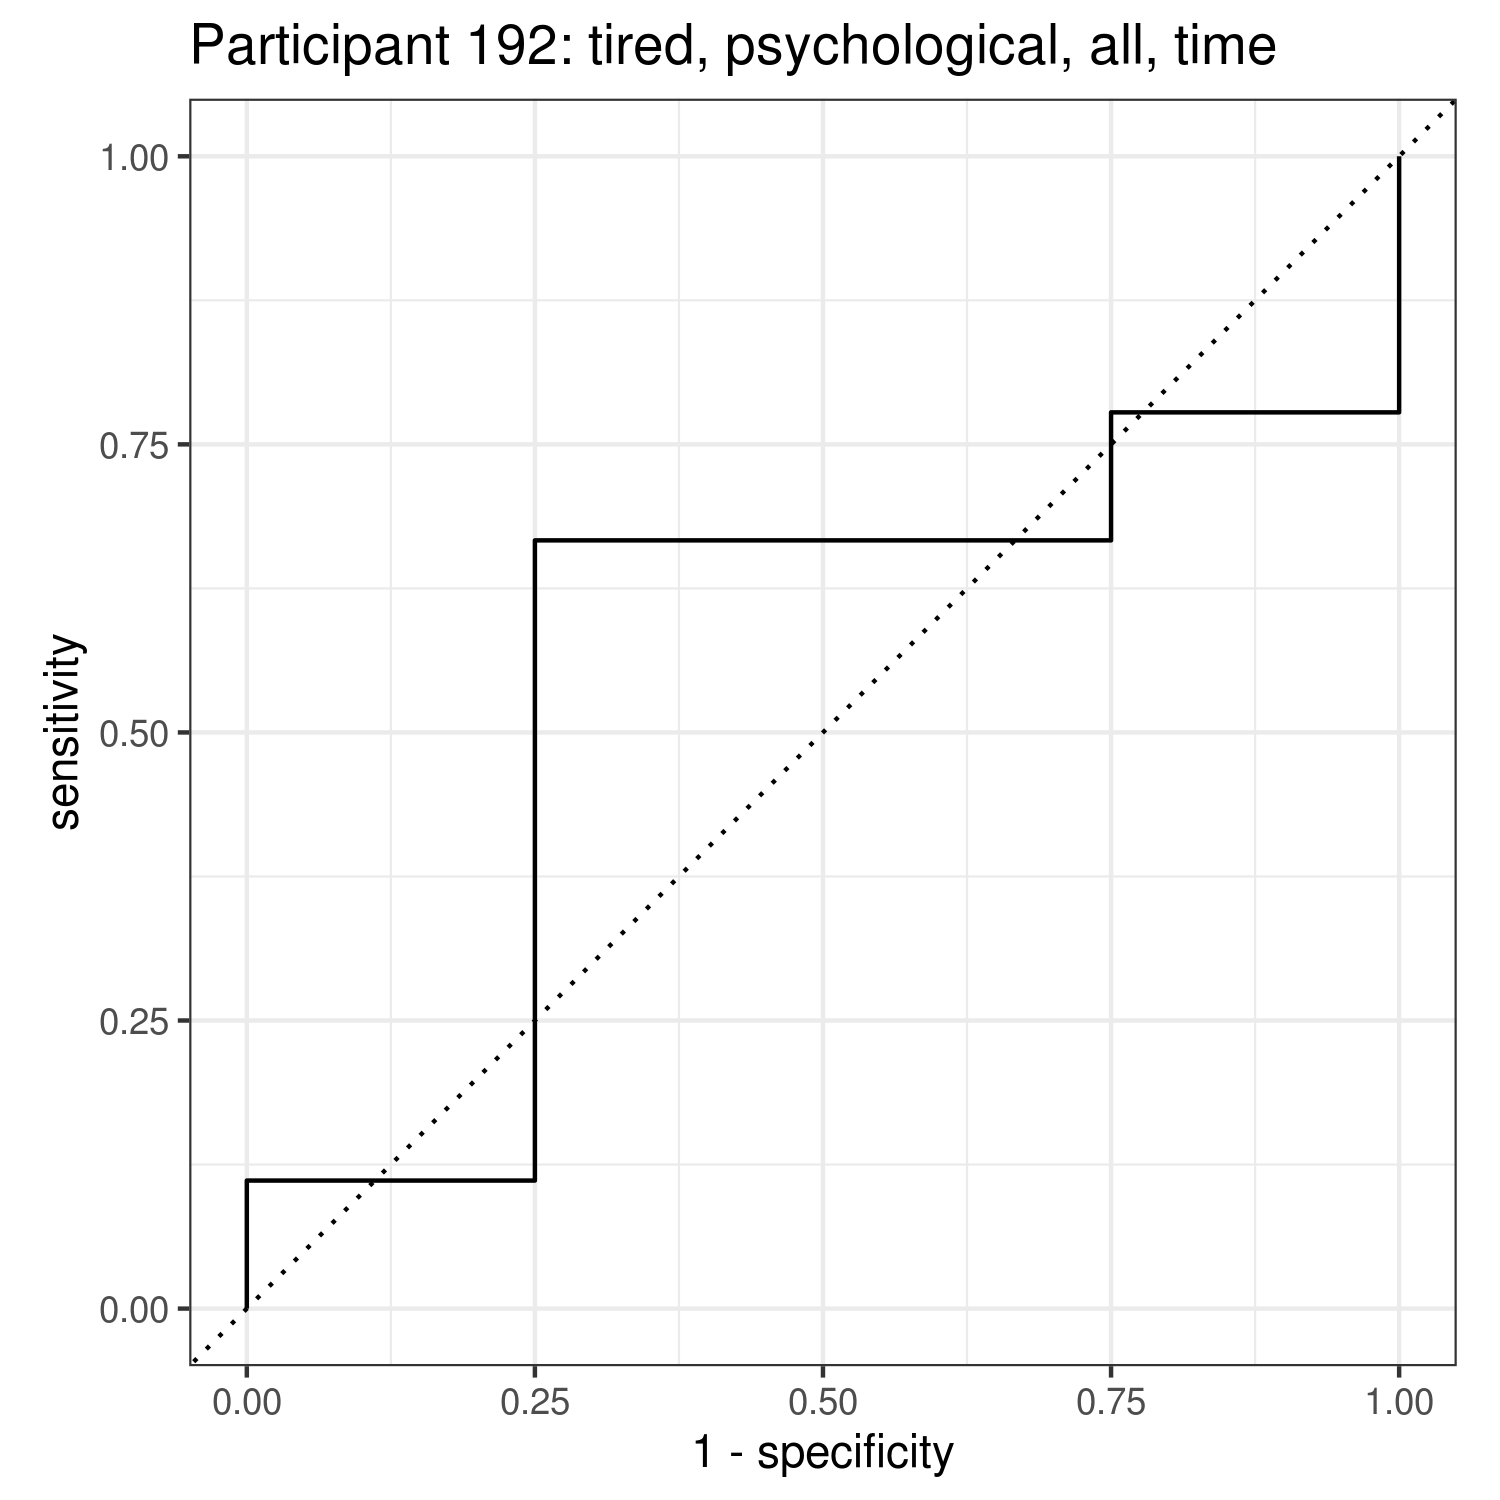 Participant 192: tired, psychological, all, time
1.00
0.75
0.50
0.25
0.00
sensitivity
0.00 0.25 0.50 0.75 1.00
1 - specificity